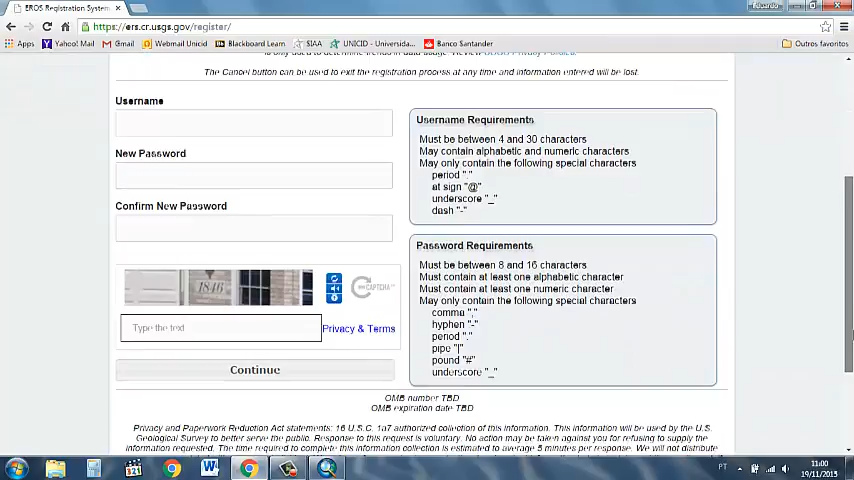 EROS Registration System
Eduardo
https://ers.cr.usgs.gov/register/
Apps Yahoo! Mail Gmail Webmail Unicid Blackboard Learn SIAA UNICID - Universida... Banco Santander Outros favoritos
The Cancel button can be used to exit the registration process at any time and information entered will be lost.
Username
New Password
Confirm New Password
1846
CAPTCHA
Type the text
Privacy & Terms
Continue
Username Requirements
Must be between 4 and 30 characters
May contain alphabetic and numeric characters
May only contain the following special characters
period "."
at sign "@"
underscore "_"
dash "-"
Password Requirements
Must be between 8 and 16 characters
Must contain at least one alphabetic character
Must contain at least one numeric character
May only contain the following special characters
comma ","
hyphen "-"
period "."
pipe "|"
pound "#"
underscore "_"
OMB number TBD
OMB expiration date TBD
Privacy and Paperwork Reduction Act statements: 16 U.S.C. 1a7 authorized collection of this information. This information will be used by the U.S.
Geological Survey to better serve the public. Response to this request is voluntary. No action may be taken against you for refusing to supply the
information requested. The time required to complete this information collection is estimated to average 5 minutes per response. We will not distribute
321
PT
11:00
19/11/2013